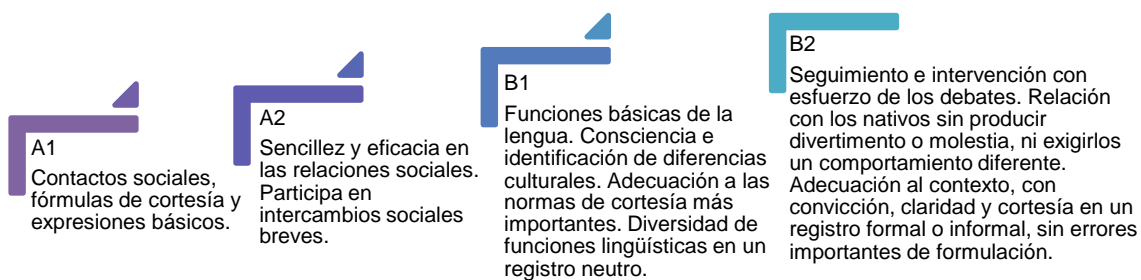 A1
Contactos sociales,
fórmulas de cortesía y
expresiones básicos.
A2
Sencillez y eficacia en
las relaciones sociales.
Participa en
intercambios sociales
breves.
B1
Funciones básicas de la
lengua. Consciencia e
identificación de diferencias
culturales. Adecuación a las
normas de cortesía más
importantes. Diversidad de
funciones lingüísticas en un
registro neutro.
B2
Seguimiento e intervención con
esfuerzo de los debates. Relación
con los nativos sin producir
divertimento o molestia, ni exigirlos
un comportamiento diferente.
Adecuación al contexto, con
convicción, claridad y cortesía en un
registro formal o informal, sin errores
importantes de formulación.